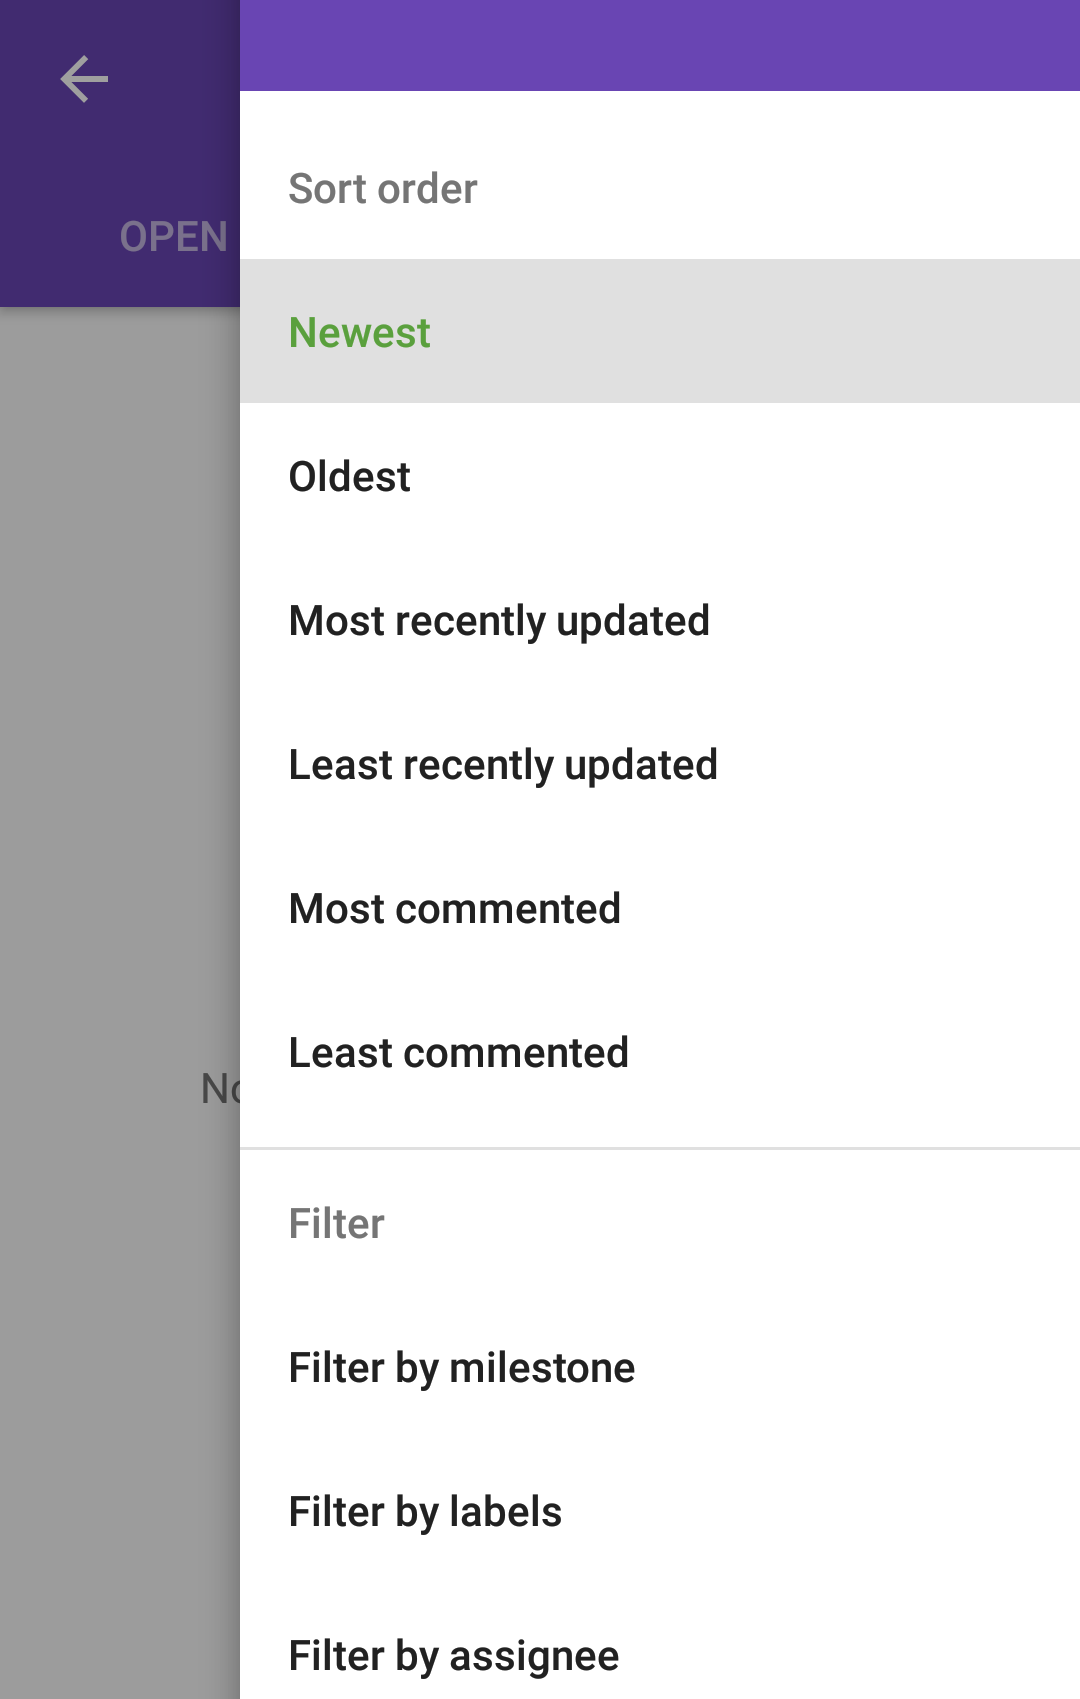 OPEN
Sort order
Newest
Oldest
Most recently updated
Least recently updated
Most commented
Least commented
Filter
Filter by milestone
Filter by labels
Filter by assignee